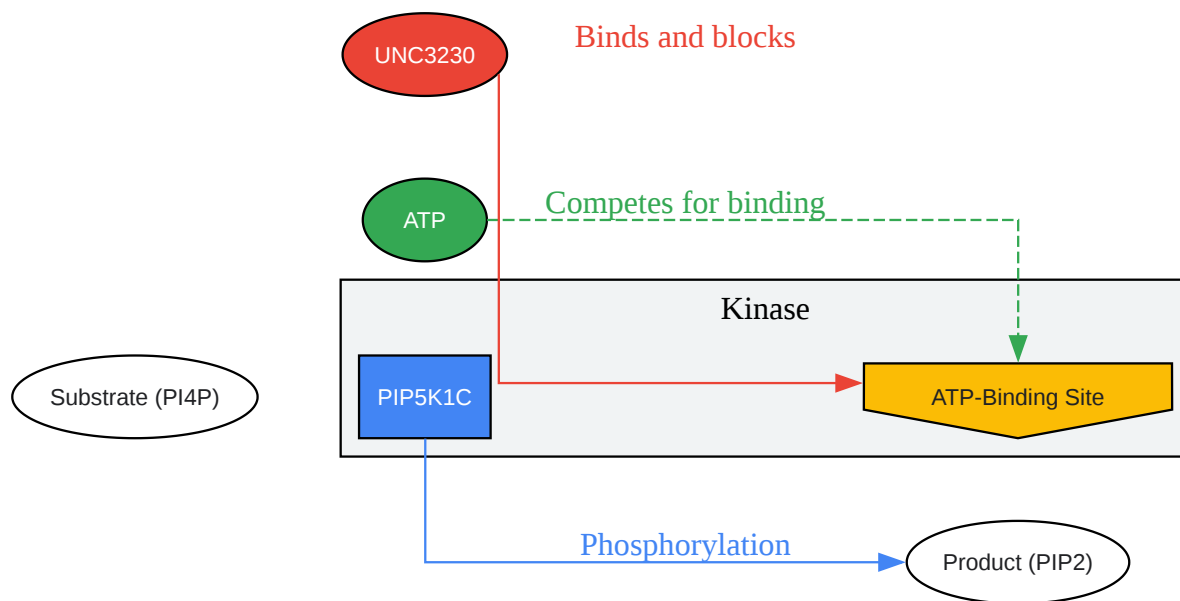 UNC3230
Binds and blocks
ATP
Competes for binding
Kinase
Substrate (PI4P)
PIP5K1C
ATP-Binding Site
Phosphorylation
Product (PIP2)